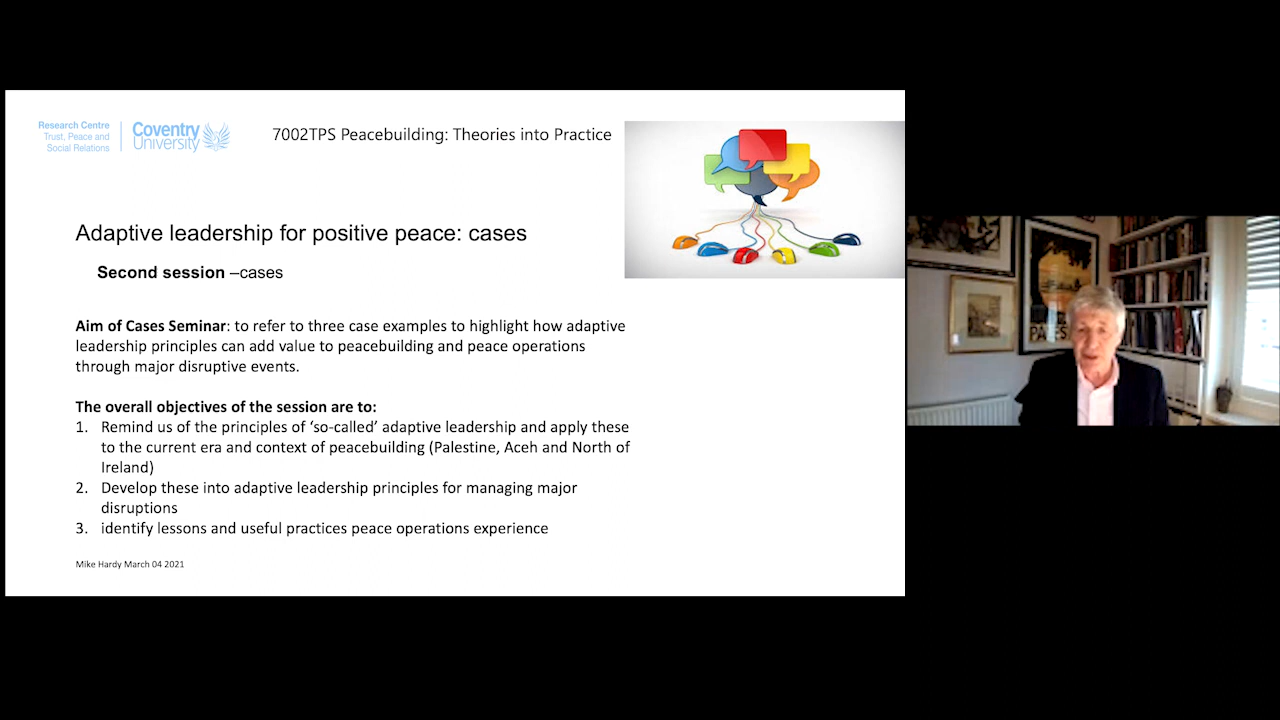 Research Centre
Trust, Peace and
Social Relations
Coventry
University
7002TPS Peacebuilding: Theories into Practice
Adaptive leadership for positive peace: cases
Second session –cases
Aim of Cases Seminar: to refer to three case examples to highlight how adaptive
leadership principles can add value to peacebuilding and peace operations
through major disruptive events.
The overall objectives of the session are to:
1. Remind us of the principles of ‘so-called’ adaptive leadership and apply these
to the current era and context of peacebuilding (Palestine, Aceh and North of
Ireland)
2. Develop these into adaptive leadership principles for managing major
disruptions
3. identify lessons and useful practices peace operations experience
Mike Hardy March 04 2021